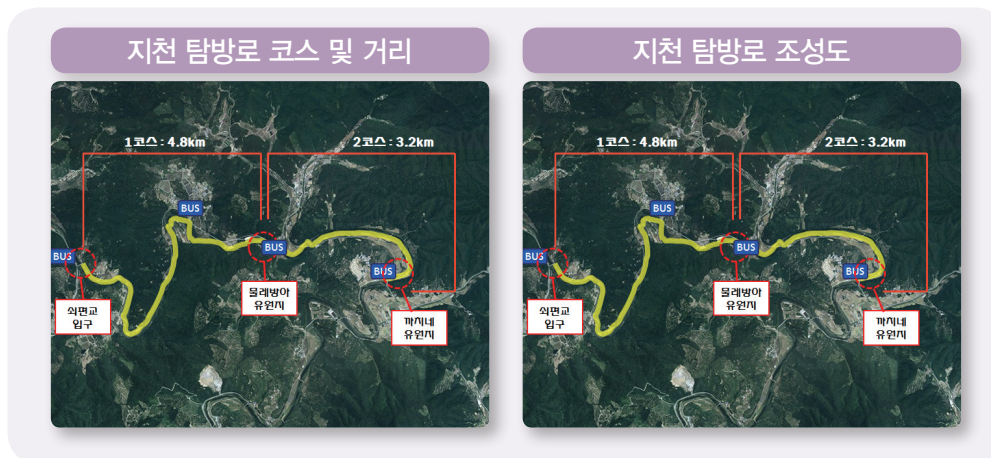 지천 탐방로 코스 및 거리
1코스 : 4.8km
2코스 : 3.2km
BUS
BUS
BUS
BUS
쇠편교
입구
물레방아
유원지
까치네
유원지
지천 탐방로 조성도
1코스 : 4.8km
2코스 : 3.2km
BUS
BUS
BUS
BUS
쇠편교
입구
물레방아
유원지
까치네
유원지